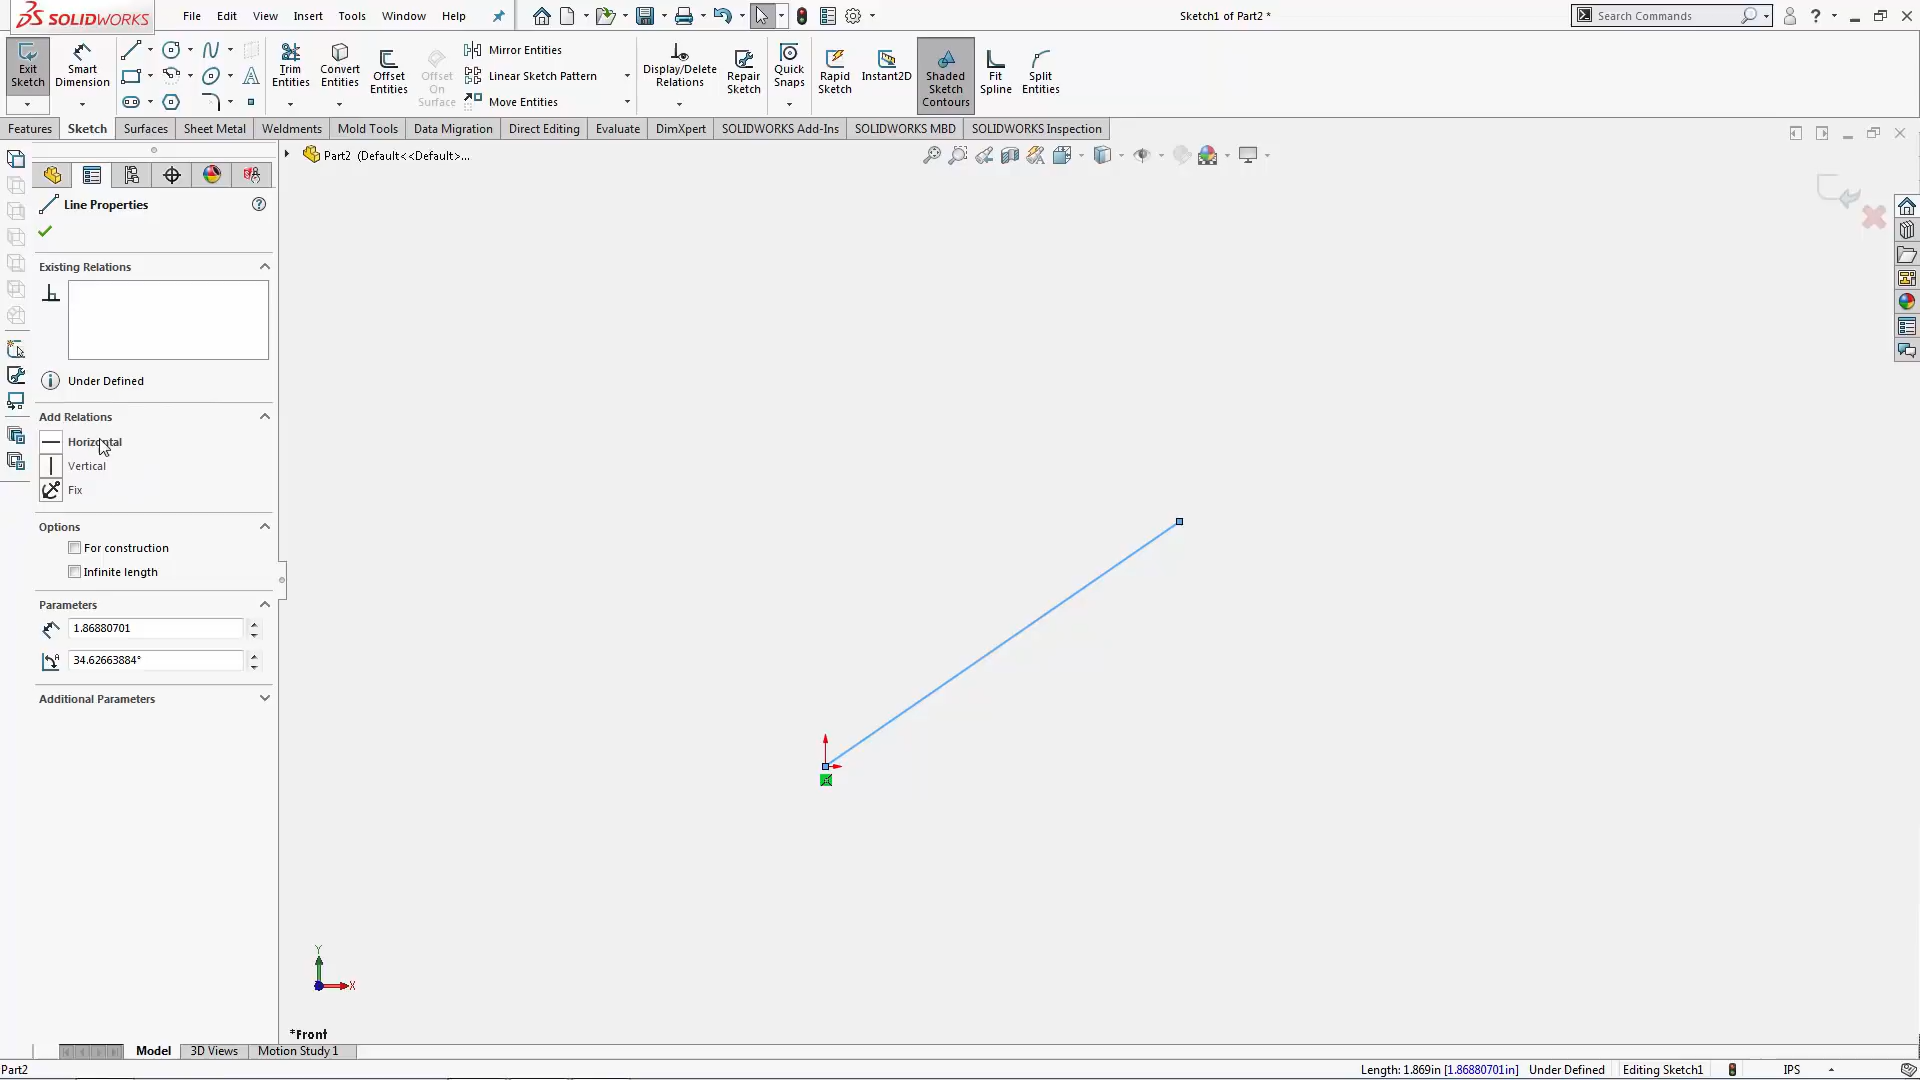 SOLIDWORKS
File Edit View Insert Tools Window Help
Sketch1 of Part2 *
Search Commands
Exit Sketch
Smart Dimension
Trim Entities
Convert Entities
Offset Entities
Offset On Surface
Mirror Entities
Linear Sketch Pattern
Move Entities
Display/Delete Relations
Repair Sketch
Quick Snaps
Rapid Sketch
Instant2D
Shaded Sketch Contours
Fit Spline
Split Entities
Features Sketch Surfaces Sheet Metal Weldments Mold Tools Data Migration Direct Editing Evaluate DimXpert SOLIDWORKS Add-Ins SOLIDWORKS MBD SOLIDWORKS Inspection
Part2 (Default<<Default>...
Line Properties
Existing Relations
Under Defined
Add Relations
Horizontal
Vertical
Fix
Options
For construction
Infinite length
Parameters
1.86880701
34.62663884°
Additional Parameters
Y
X
*Front
Model 3D Views Motion Study 1
Part2
Length: 1.869in [1.86880701in] Under Defined Editing Sketch1 IPS